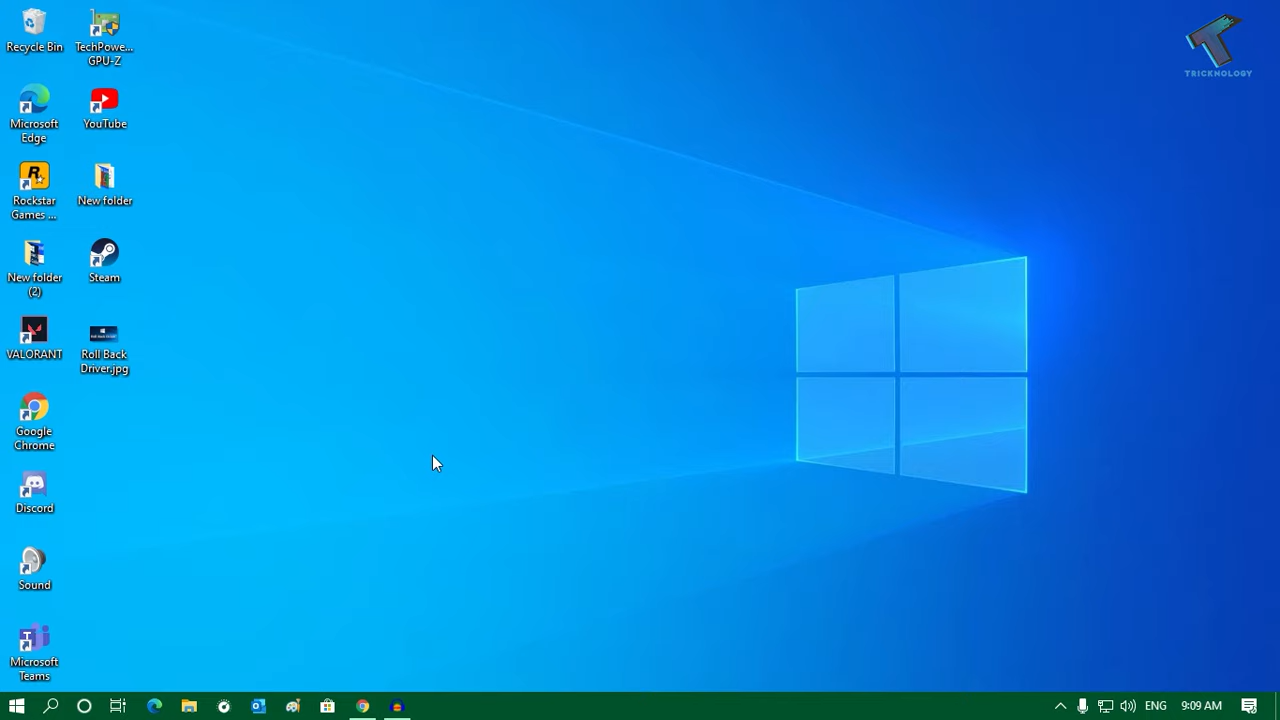 Recycle Bin
TechPowe...
GPU-Z
Microsoft
Edge
YouTube
Rockstar
Games ...
New folder
New folder
(2)
Steam
VALORANT
Roll Back
Driver.jpg
Google
Chrome
Discord
Sound
Microsoft
Teams
TRICKNOLOGY
ENG
9:09 AM